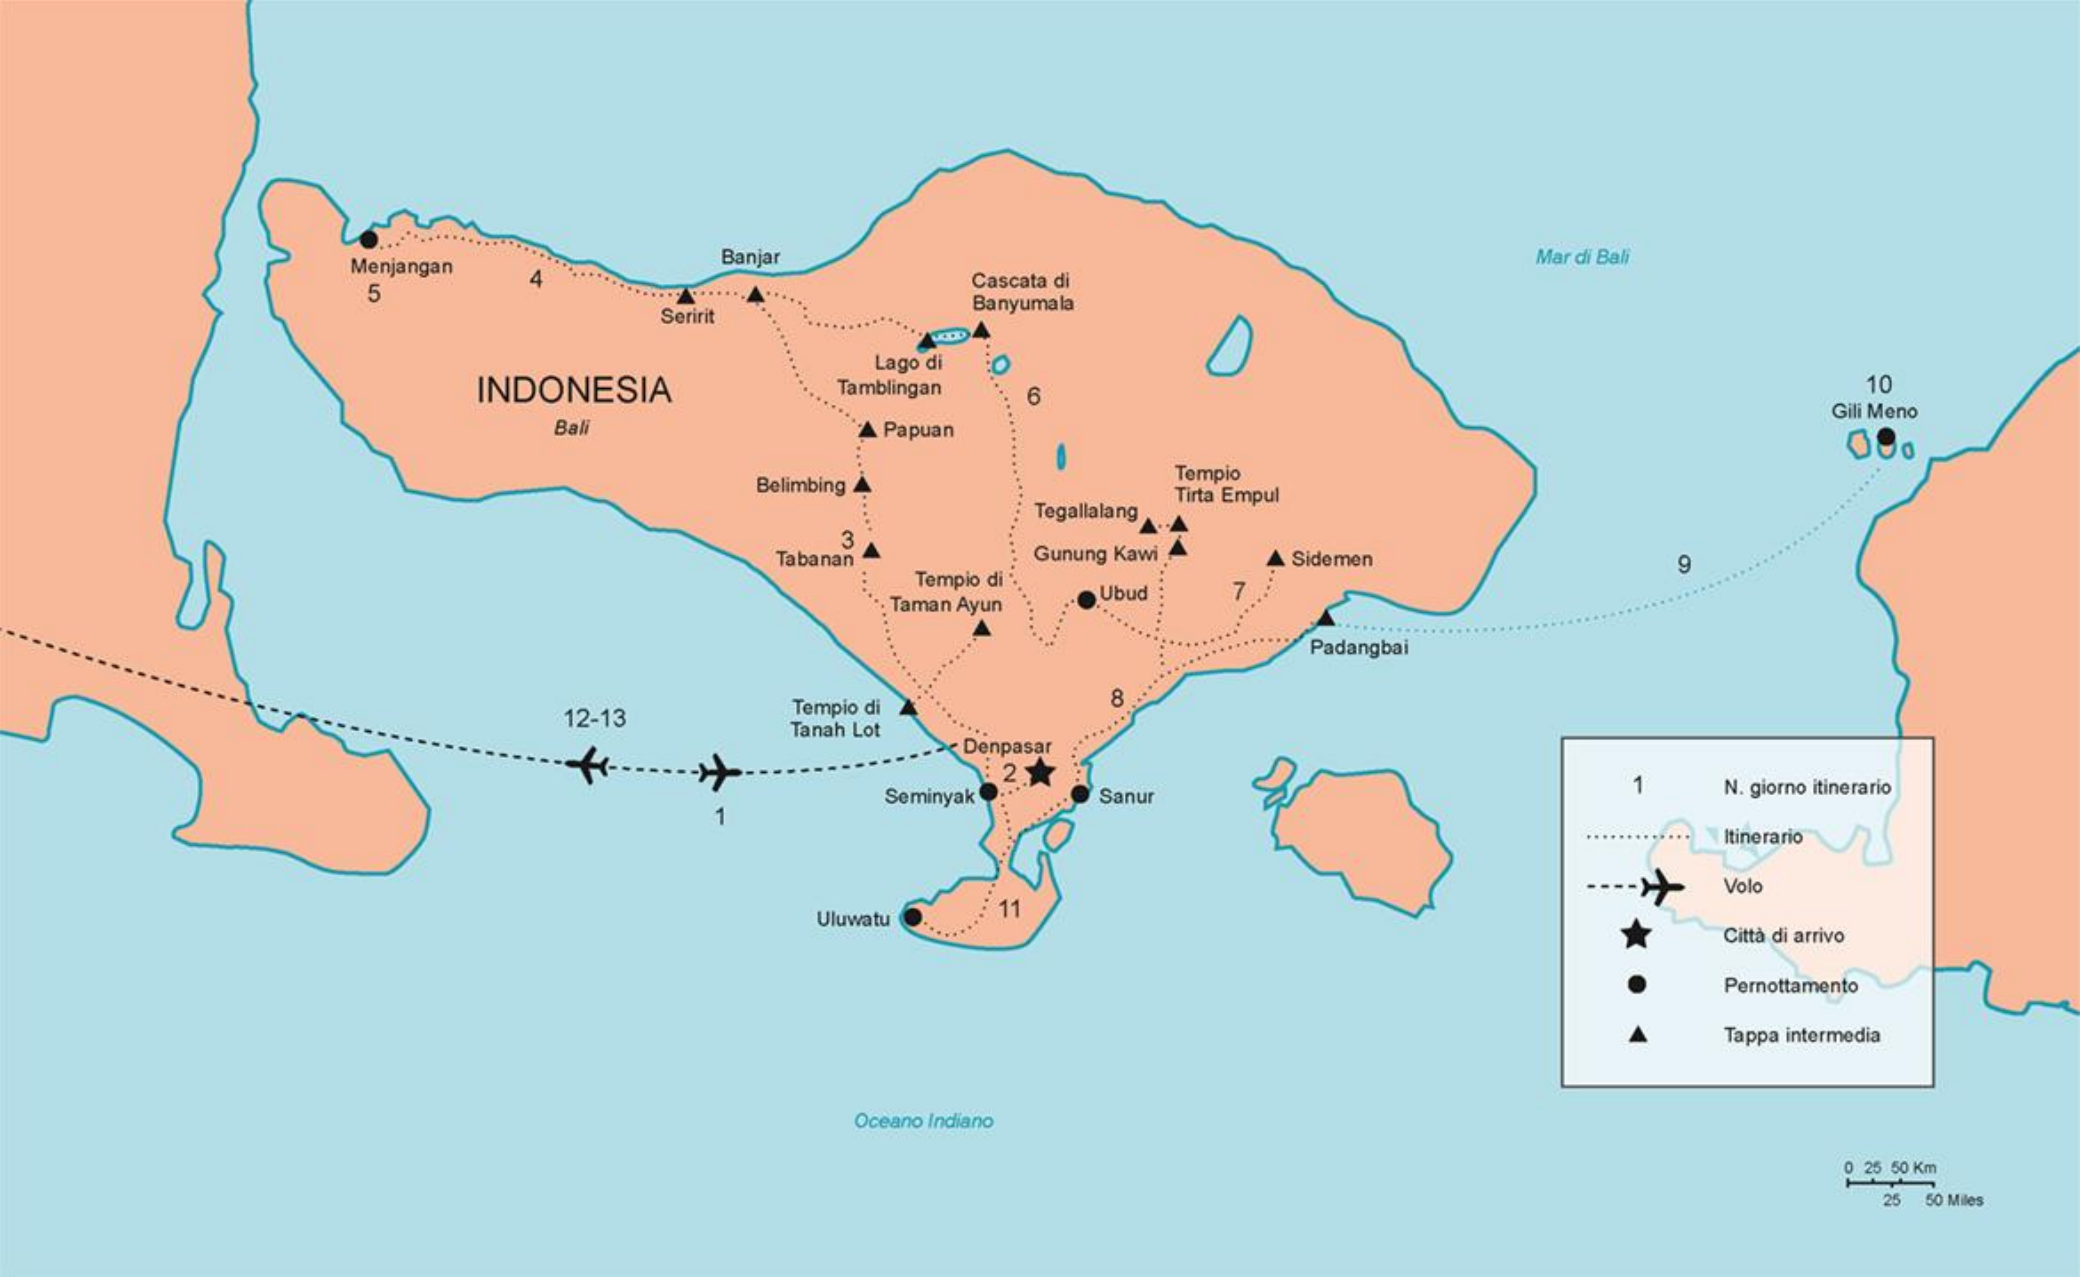 Banjar
Mar di Bali
Menjangan
4
Cascata di
Banyumala
5
Seririt
Lago di
Tamblingan
INDONESIA
Bali
6
10
Gili Meno
Papuan
Belimbing
Tempio
Tirta Empul
Tegallalang
3
Tabanan
Gunung Kawi
Sidemen
9
Tempio di
Taman Ayun
Ubud
7
Padangbai
Tempio di
Tanah Lot
8
12-13
Denpasar
2
Seminyak
Sanur
1
Uluwatu
11
1
N. giorno itinerario
Itinerario
Volo
Città di arrivo
Pernottamento
Tappa intermedia
Oceano Indiano
0 25 50 Km
25 50 Miles